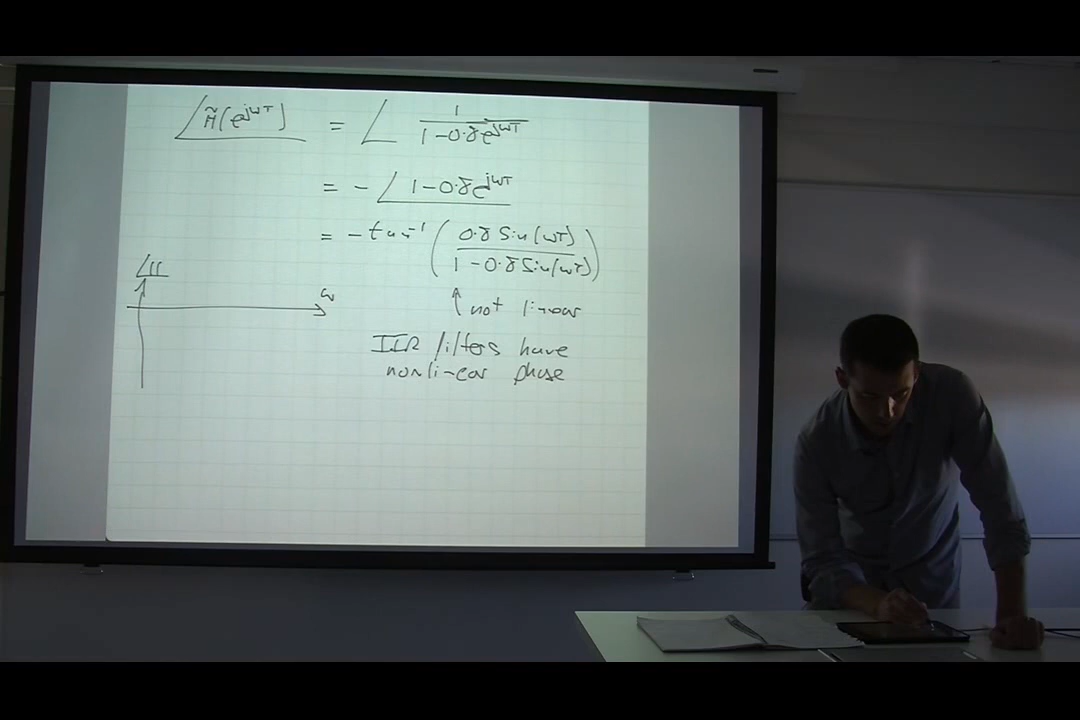 ∠H̃(e^jωT) = ∠ 1/(1-0.8e^jωT)
= -∠1-0.8e^jωT
= -tan⁻¹(0.8 Sin(ωT)/(1-0.8 Sin(ωT)))
∠H
ω
↑ not linear
IIR filters have
nonlinear phase